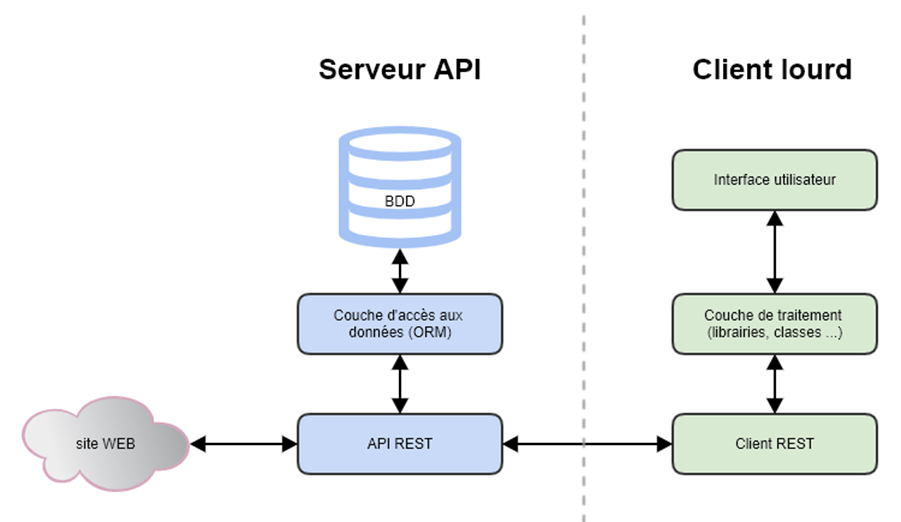 Serveur API
Client lourd
BDD
Interface utilisateur
Couche d'accès aux
données (ORM)
Couche de traitement
(librairies, classes ...)
site WEB
API REST
Client REST